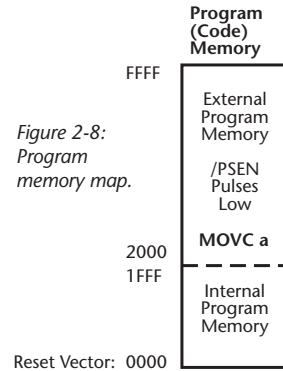 Program
(Code)
Memory
FFFF
External
Program
Memory
Figure 2-8:
Program
memory map.
/PSEN
Pulses
Low
MOVC a
2000
1FFF
Internal
Program
Memory
Reset Vector: 0000